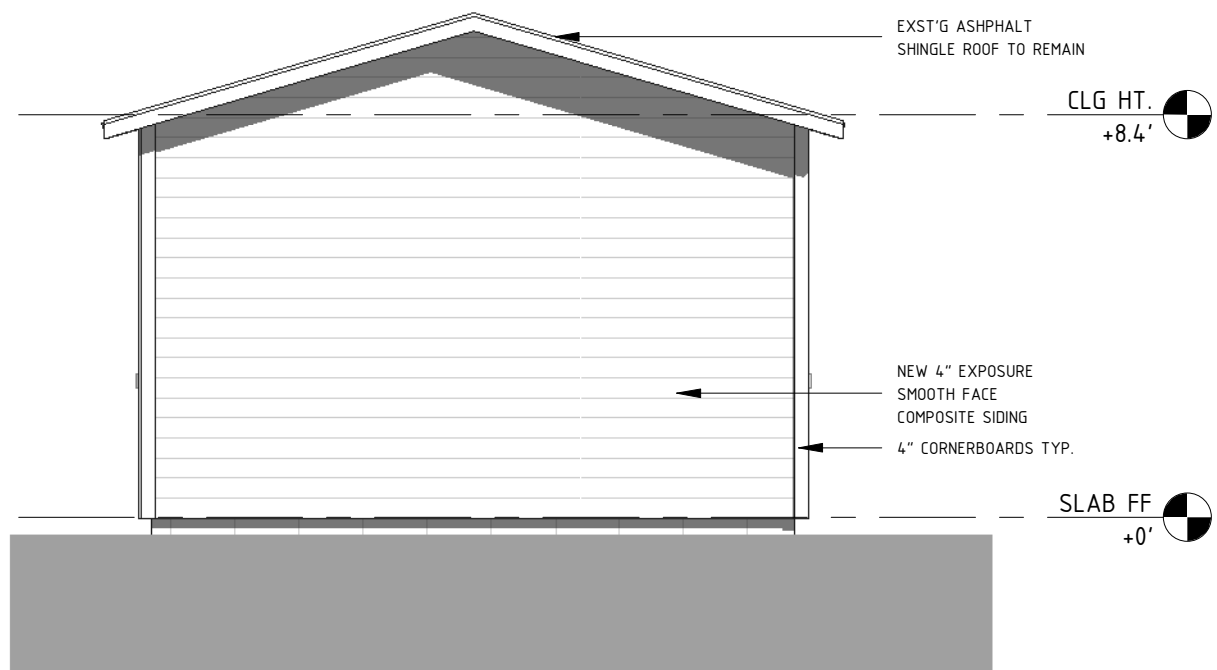 EXST'G ASHPHALT
SHINGLE ROOF TO REMAIN
CLG HT.
+8.4'
NEW 4" EXPOSURE
SMOOTH FACE
COMPOSITE SIDING
4" CORNERBOARDS TYP.
SLAB FF
+0'